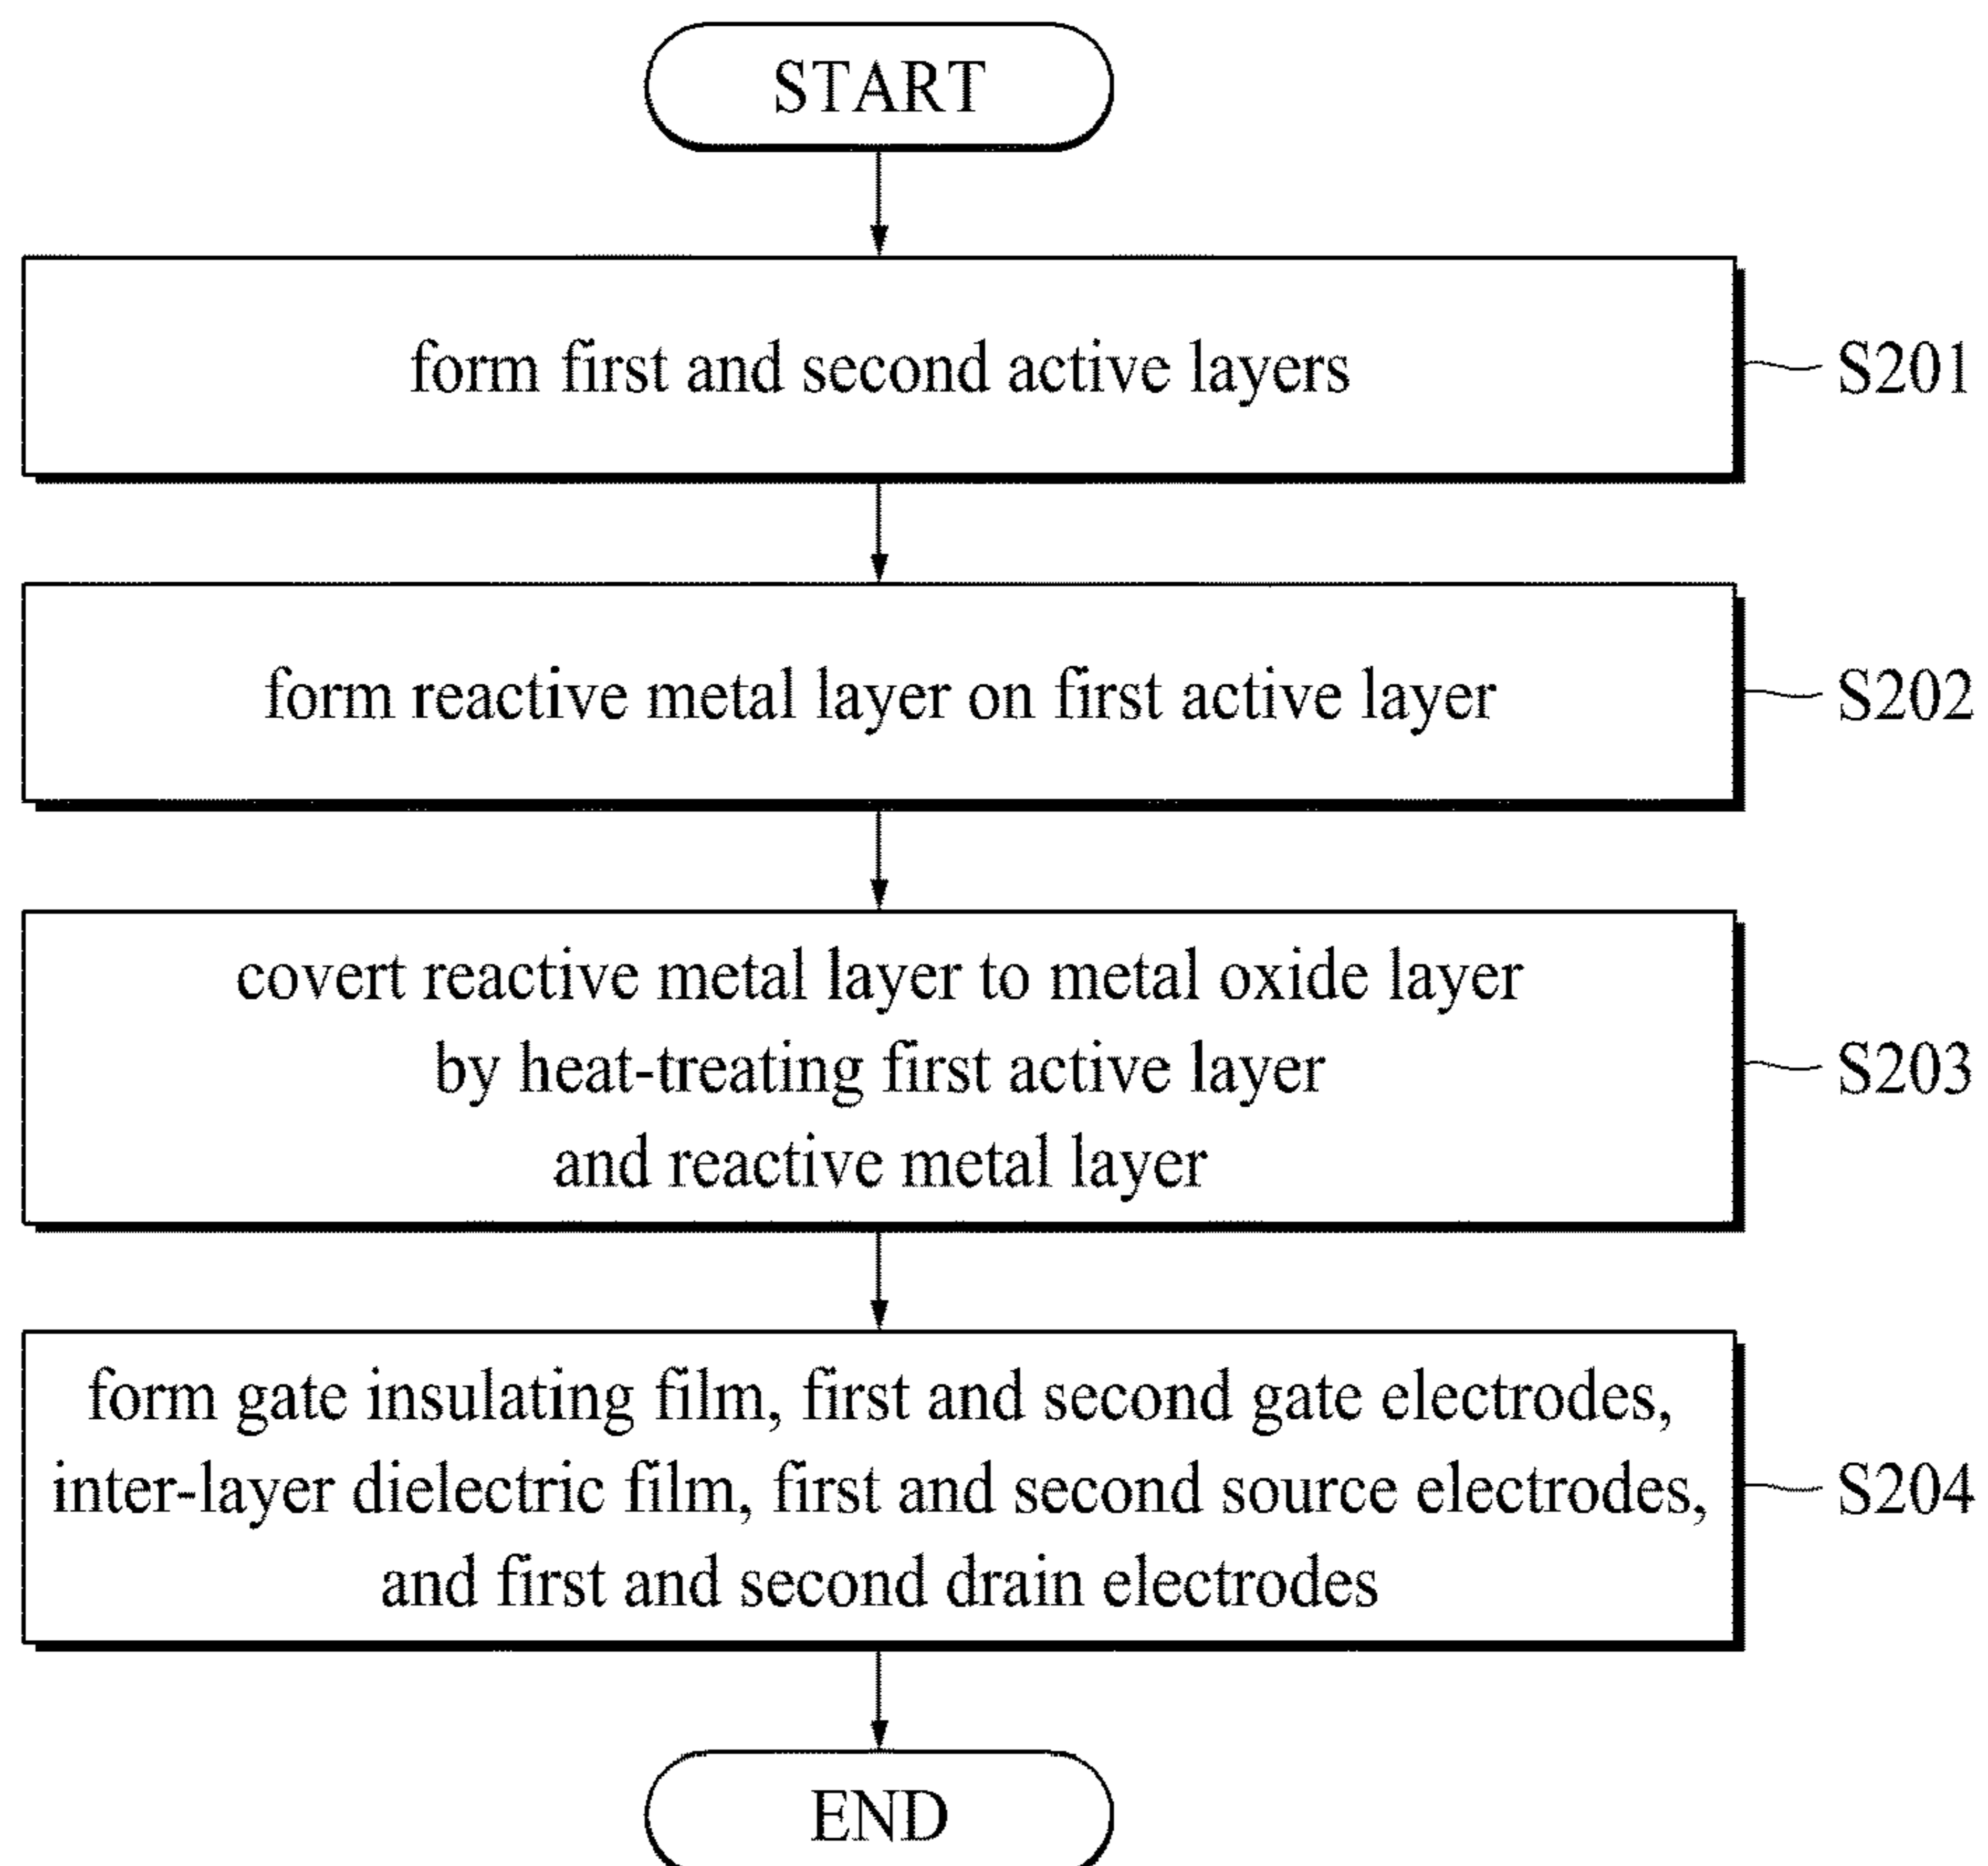 START
form first and second active layers
S201
form reactive metal layer on first active layer
S202
covert reactive metal layer to metal oxide layer
by heat-treating first active layer
and reactive metal layer
S203
form gate insulating film, first and second gate electrodes,
inter-layer dielectric film, first and second source electrodes,
and first and second drain electrodes
S204
END